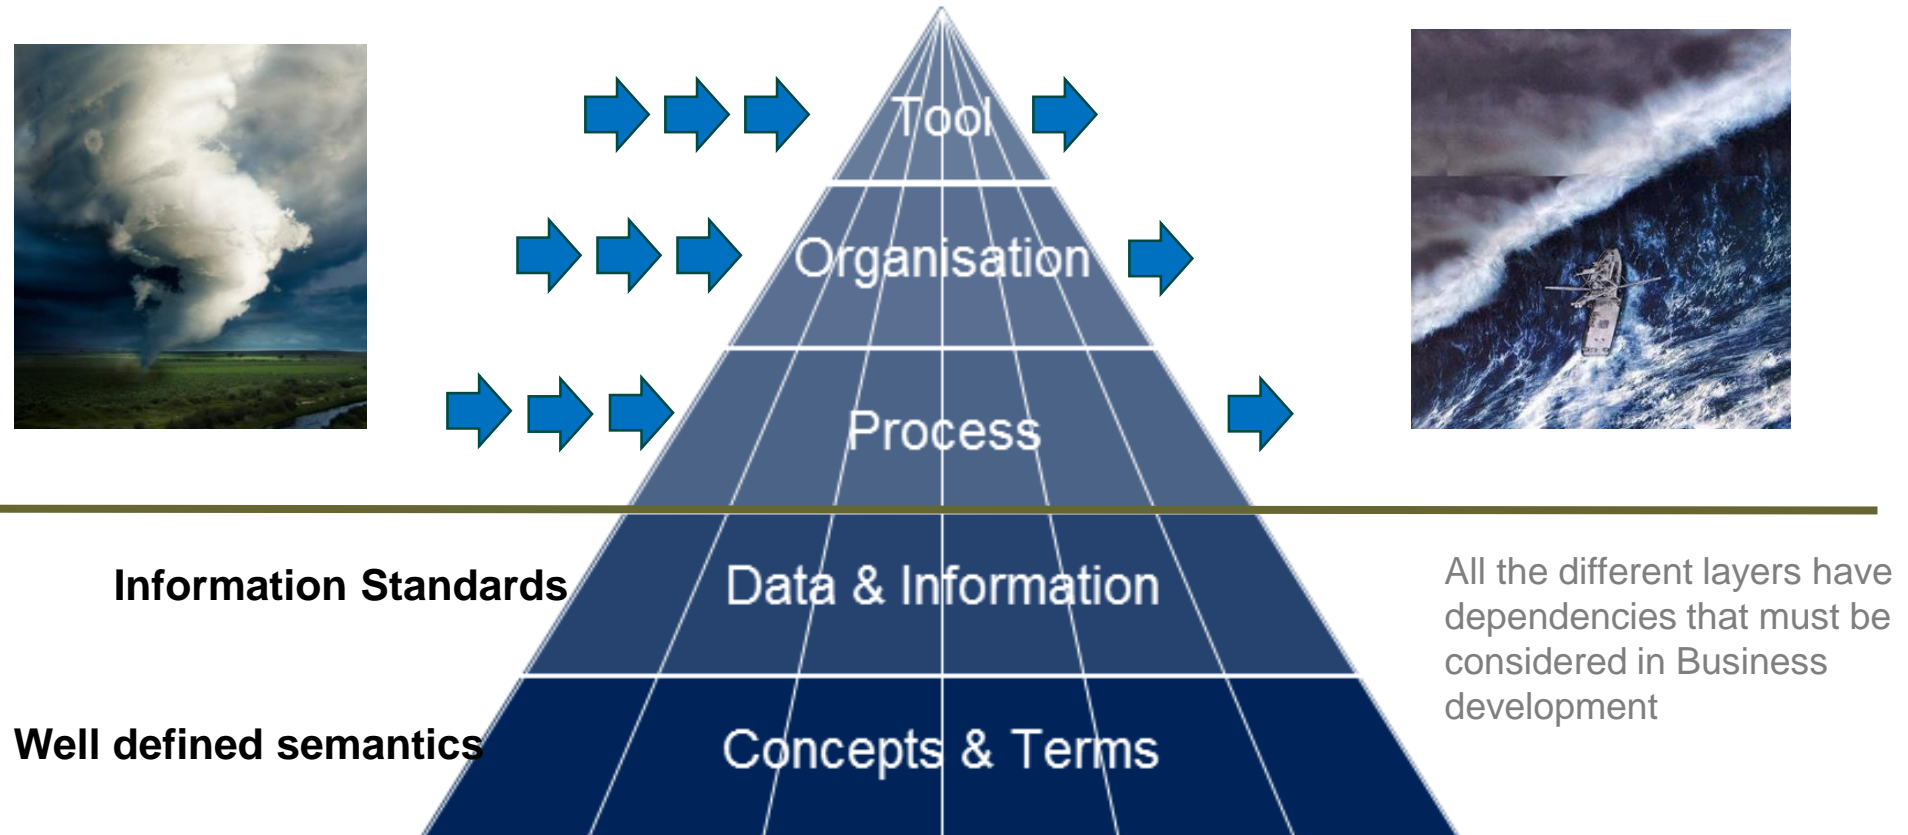 Tool
Organisation
Process
Information Standards
Data & Information
All the different layers have
dependencies that must be
considered in Business
development
Well defined semantics
Concepts & Terms